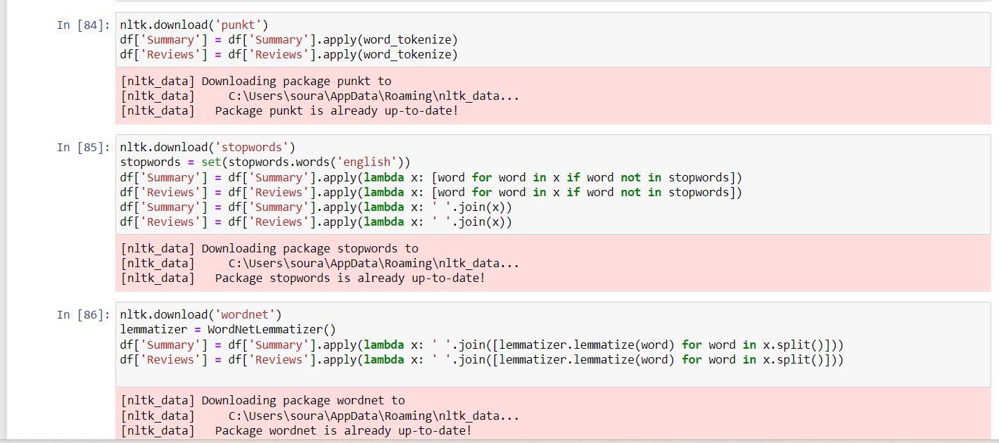 In [84]: nltk.download('punkt')
df['Summary'] = df['Summary'].apply(word_tokenize)
df['Reviews'] = df['Reviews'].apply(word_tokenize)
[nltk_data] Downloading package punkt to
[nltk_data]     C:\Users\soura\AppData\Roaming\nltk_data...
[nltk_data]   Package punkt is already up-to-date!
In [85]: nltk.download('stopwords')
stopwords = set(stopwords.words('english'))
df['Summary'] = df['Summary'].apply(lambda x: [word for word in x if word not in stopwords])
df['Reviews'] = df['Reviews'].apply(lambda x: [word for word in x if word not in stopwords])
df['Summary'] = df['Summary'].apply(lambda x: ' '.join(x))
df['Reviews'] = df['Reviews'].apply(lambda x: ' '.join(x))
[nltk_data] Downloading package stopwords to
[nltk_data]     C:\Users\soura\AppData\Roaming\nltk_data...
[nltk_data]   Package stopwords is already up-to-date!
In [86]: nltk.download('wordnet')
lemmatizer = WordNetLemmatizer()
df['Summary'] = df['Summary'].apply(lambda x: ' '.join([lemmatizer.lemmatize(word) for word in x.split()]))
df['Reviews'] = df['Reviews'].apply(lambda x: ' '.join([lemmatizer.lemmatize(word) for word in x.split()]))
[nltk_data] Downloading package wordnet to
[nltk_data]     C:\Users\soura\AppData\Roaming\nltk_data...
[nltk_data]   Package wordnet is already up-to-date!